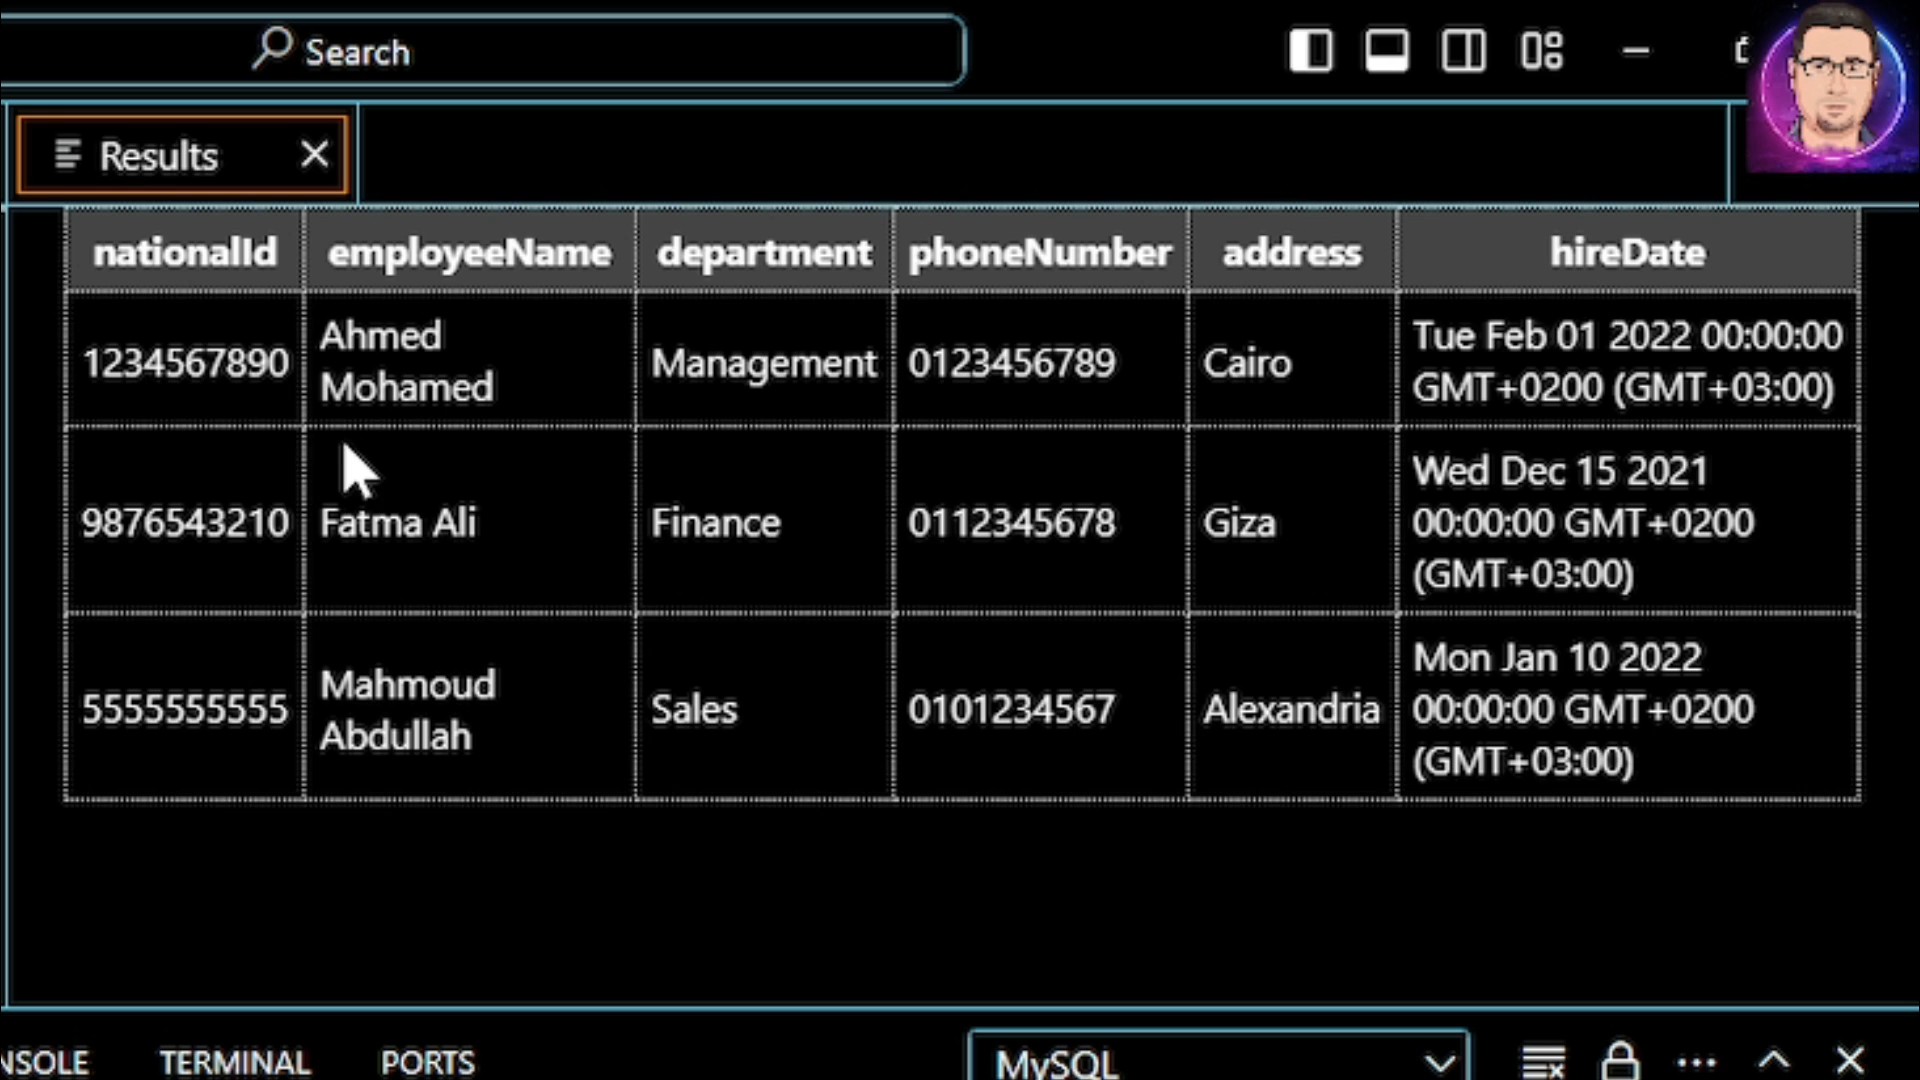 Search
Results
nationalId employeeName department phoneNumber address hireDate
1234567890 Ahmed Mohamed Management 0123456789 Cairo Tue Feb 01 2022 00:00:00 GMT+0200 (GMT+03:00)
9876543210 Fatma Ali Finance 0112345678 Giza Wed Dec 15 2021 00:00:00 GMT+0200 (GMT+03:00)
5555555555 Mahmoud Abdullah Sales 0101234567 Alexandria Mon Jan 10 2022 00:00:00 GMT+0200 (GMT+03:00)
NSOLE TERMINAL PORTS MySQL